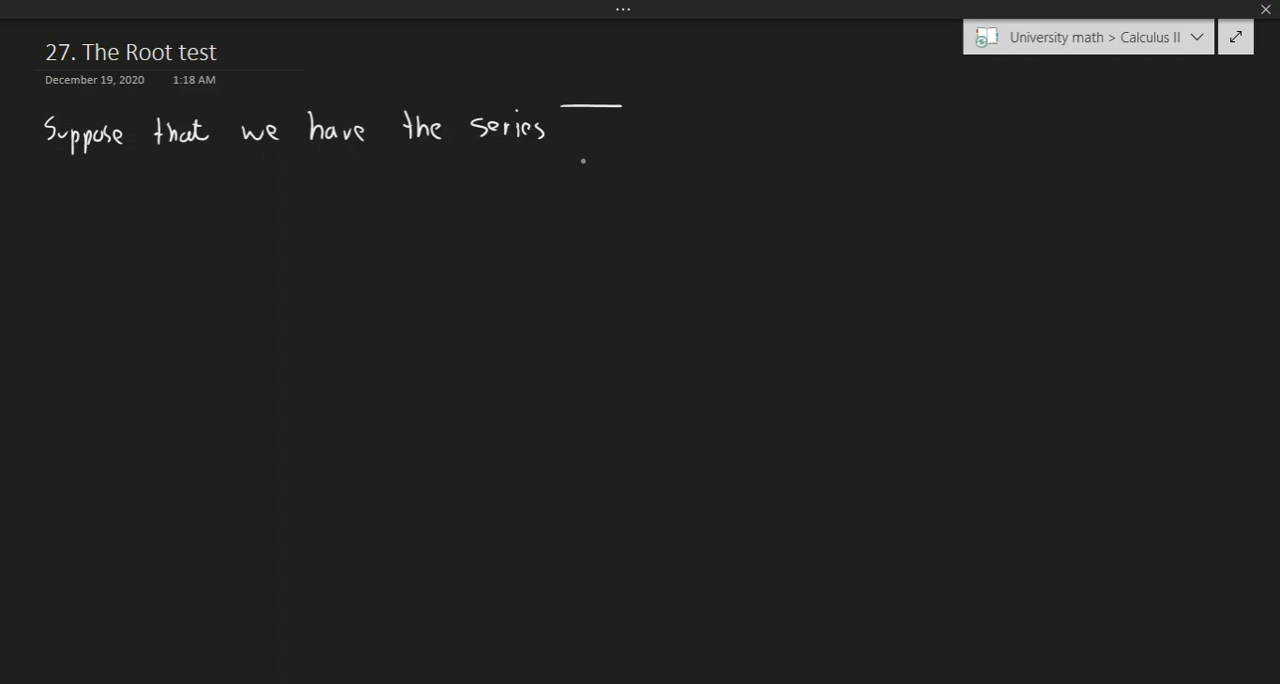 27. The Root test
University math > Calculus II
December 19, 2020 1:18 AM
Suppose that we have the series